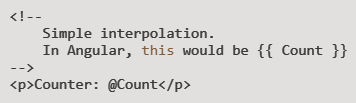 <!--
    Simple interpolation.
    In Angular, this would be {{ Count }}
-->
<p>Counter: @Count</p>